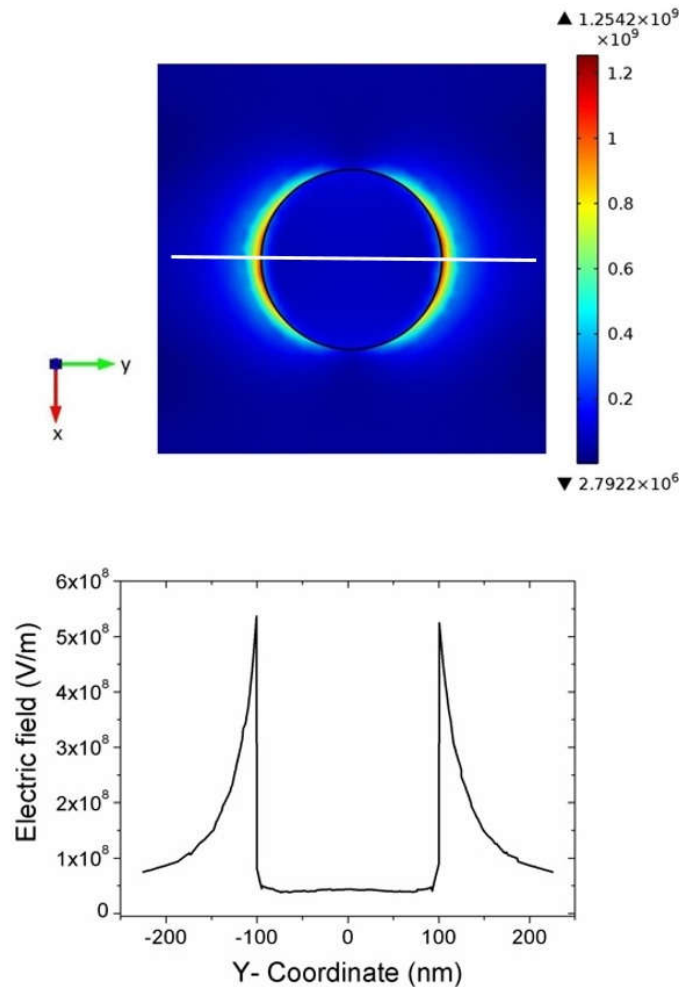 ▲ 1.2542×10⁹
×10⁹
1.2
1
0.8
0.6
0.4
0.2
▼ 2.7922×10⁶
y
x
6x10⁸
5x10⁸
4x10⁸
3x10⁸
2x10⁸
1x10⁸
0
Electric field (V/m)
-200 -100 0 100 200
Y- Coordinate (nm)